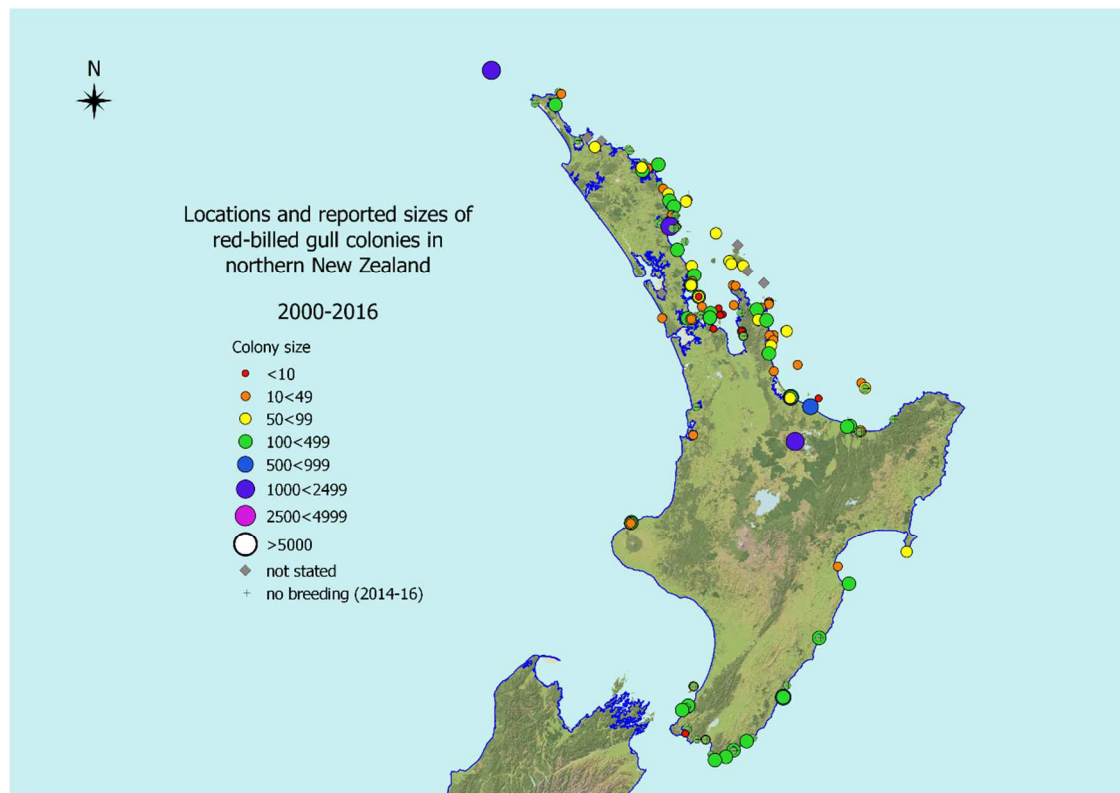 N
Locations and reported sizes of
red-billed gull colonies in
northern New Zealand
2000-2016
Colony size
<10
10<49
50<99
100<499
500<999
1000<2499
2500<4999
>5000
not stated
no breeding (2014-16)